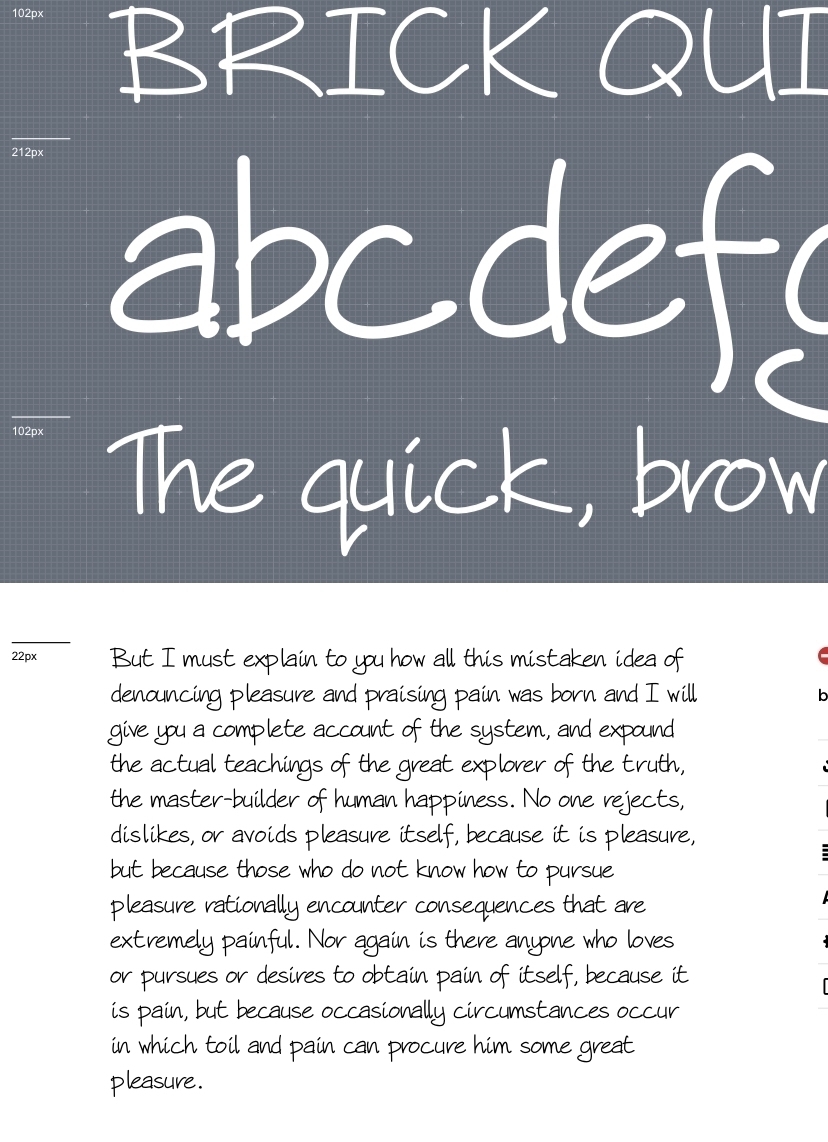 102px
BRICK QUI
212px
abcdefg
102px
The quick, brow
22px
But I must explain to you how all this mistaken idea of
denouncing pleasure and praising pain was born and I will
give you a complete account of the system, and expound
the actual teachings of the great explorer of the truth,
the master-builder of human happiness. No one rejects,
dislikes, or avoids pleasure itself, because it is pleasure,
but because those who do not know how to pursue
pleasure rationally encounter consequences that are
extremely painful. Nor again is there anyone who loves
or pursues or desires to obtain pain of itself, because it
is pain, but because occasionally circumstances occur
in which toil and pain can procure him some great
pleasure.